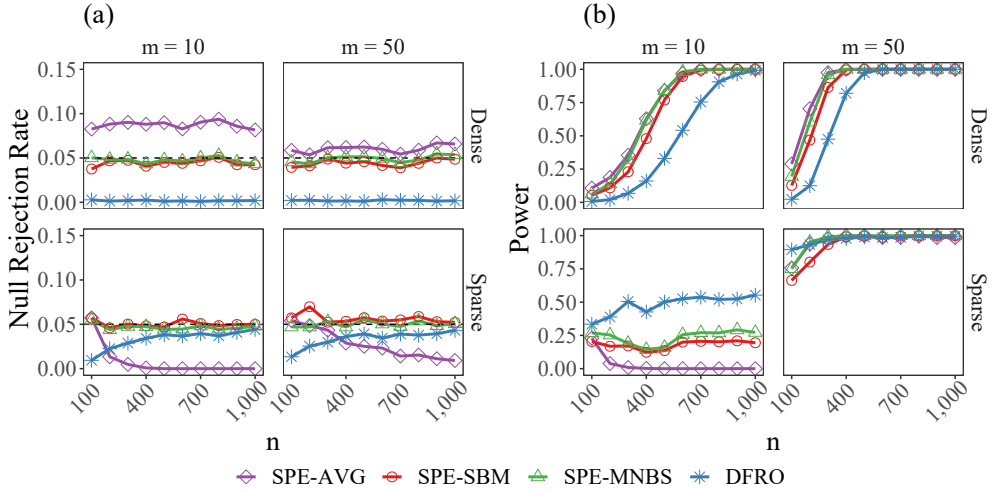 (a)
m = 10
m = 50
Null Rejection Rate
0.15
0.10
0.05
0.00
Dense
0.15
0.10
0.05
0.00
Sparse
100
400
700
1,000
100
400
700
1,000
n
(b)
m = 10
m = 50
Power
1.00
0.75
0.50
0.25
0.00
Dense
1.00
0.75
0.50
0.25
0.00
Sparse
100
400
700
1,000
100
400
700
1,000
n
SPE-AVG SPE-SBM SPE-MNBS DFRO